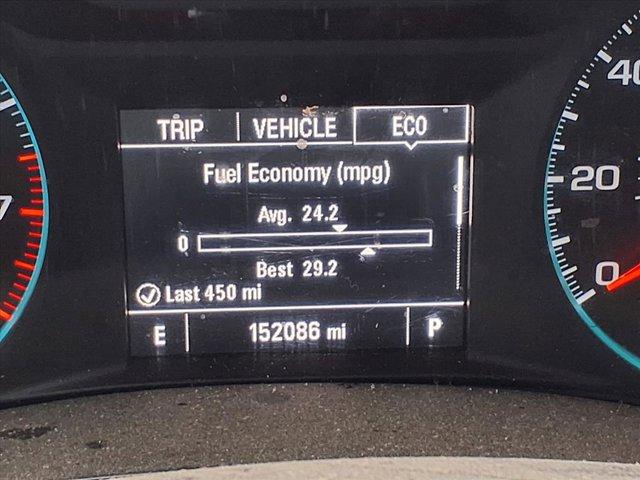 TRIP VEHICLE ECO
Fuel Economy (mpg)
Avg. 24.2
0
Best 29.2
Last 450 mi
E 152086 mi P
7
40
20
0